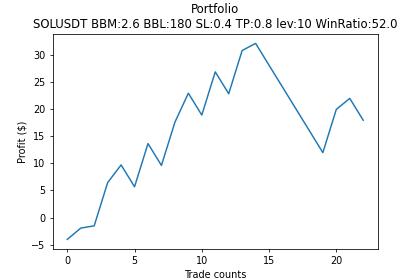 Portfolio
SOLUSDT BBM:2.6 BBL:180 SL:0.4 TP:0.8 lev:10 WinRatio:52.0
Profit ($)
30
25
20
15
10
5
0
−5
0 5 10 15 20
Trade counts